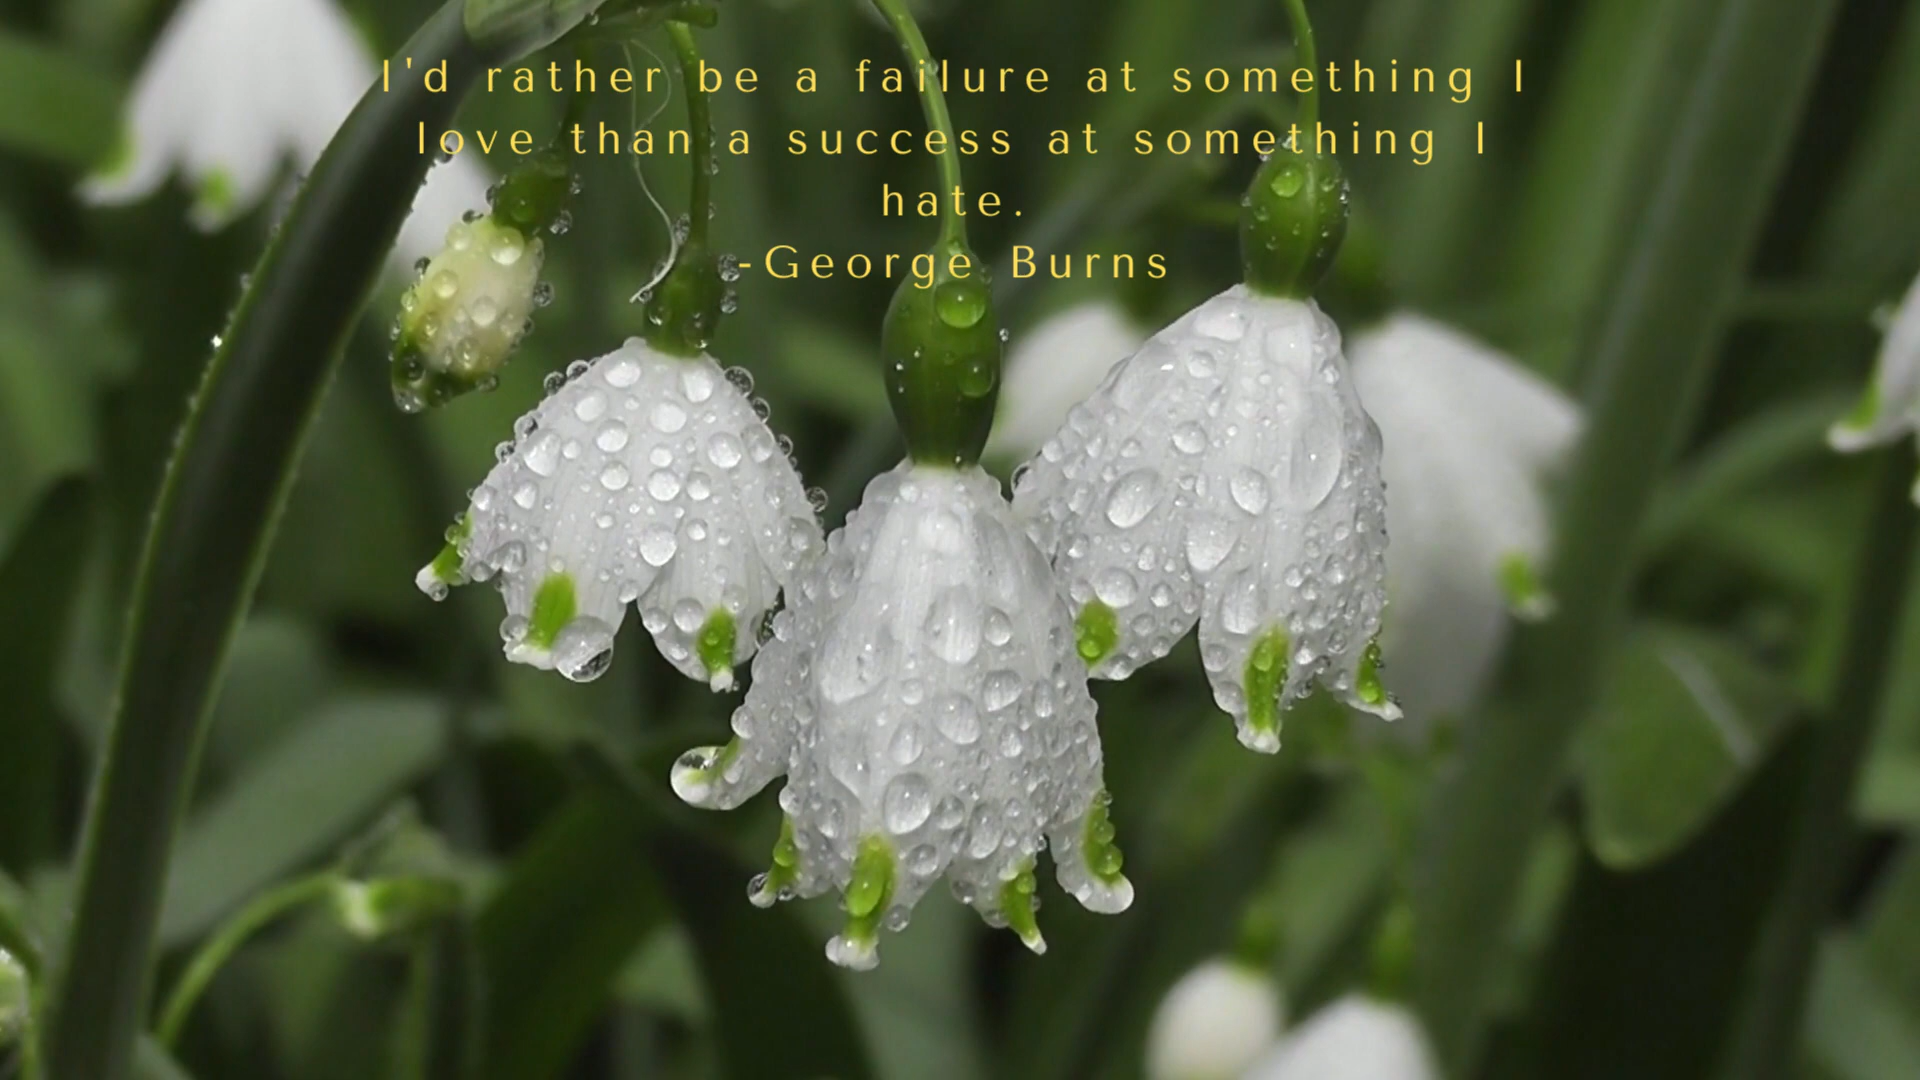 I'd rather be a failure at something I
love than a success at something I
hate.
-George Burns